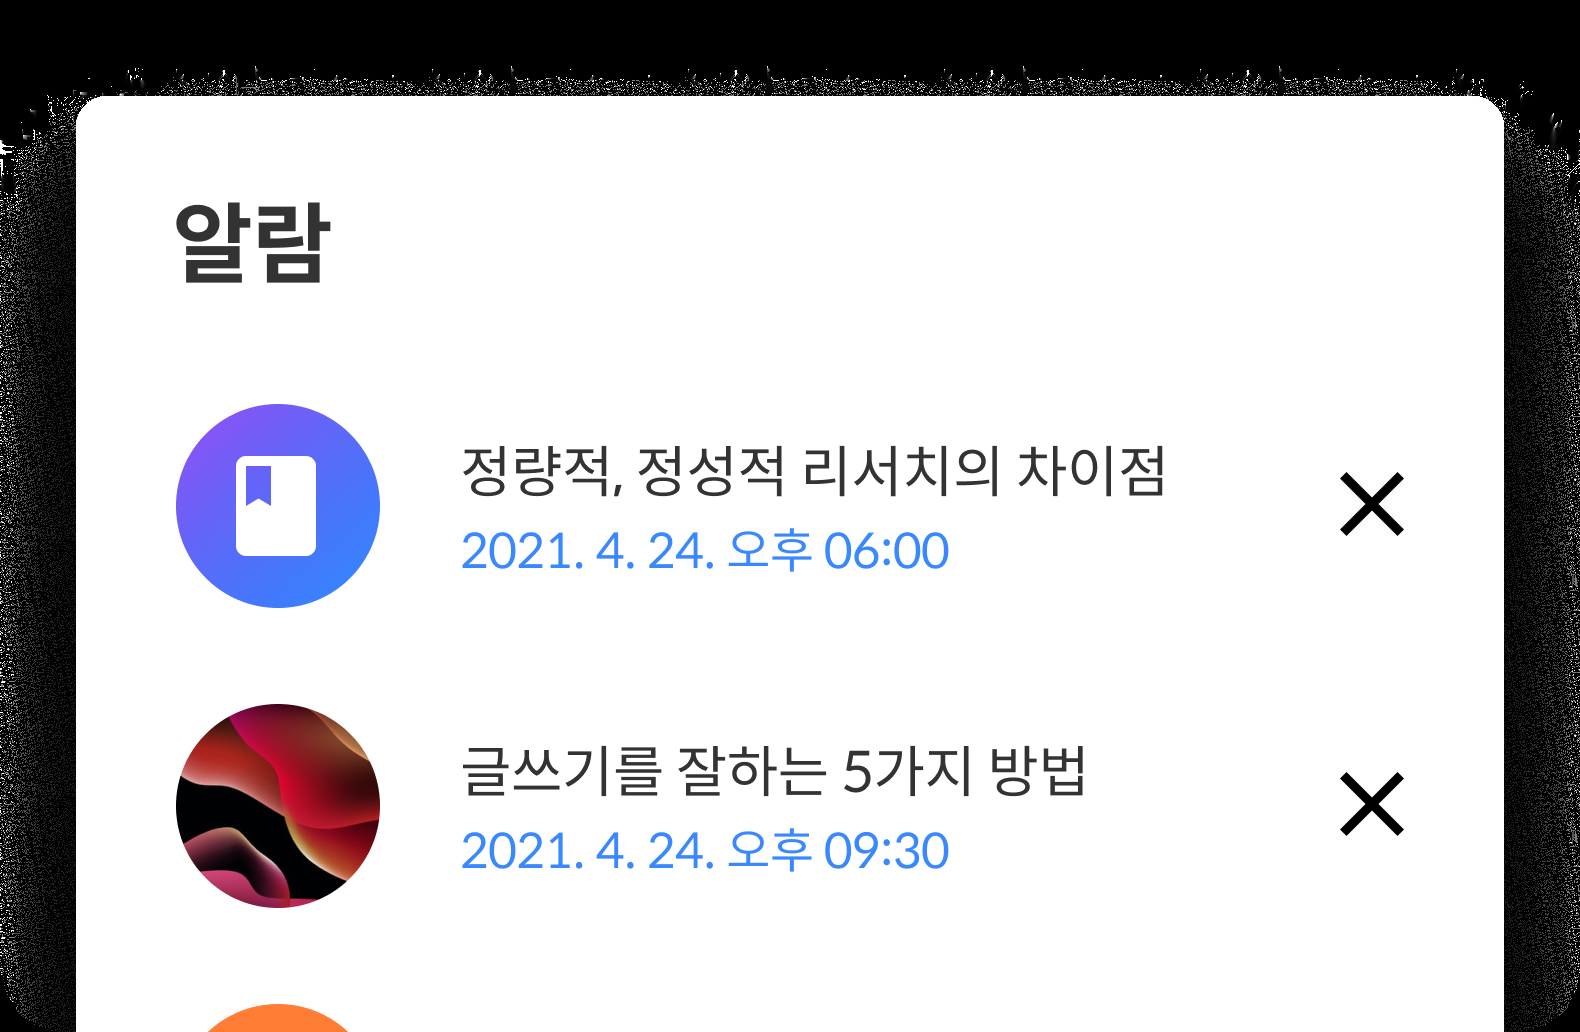 알람
정량적, 정성적 리서치의 차이점
2021. 4. 24. 오후 06:00
글쓰기를 잘하는 5가지 방법
2021. 4. 24. 오후 09:30